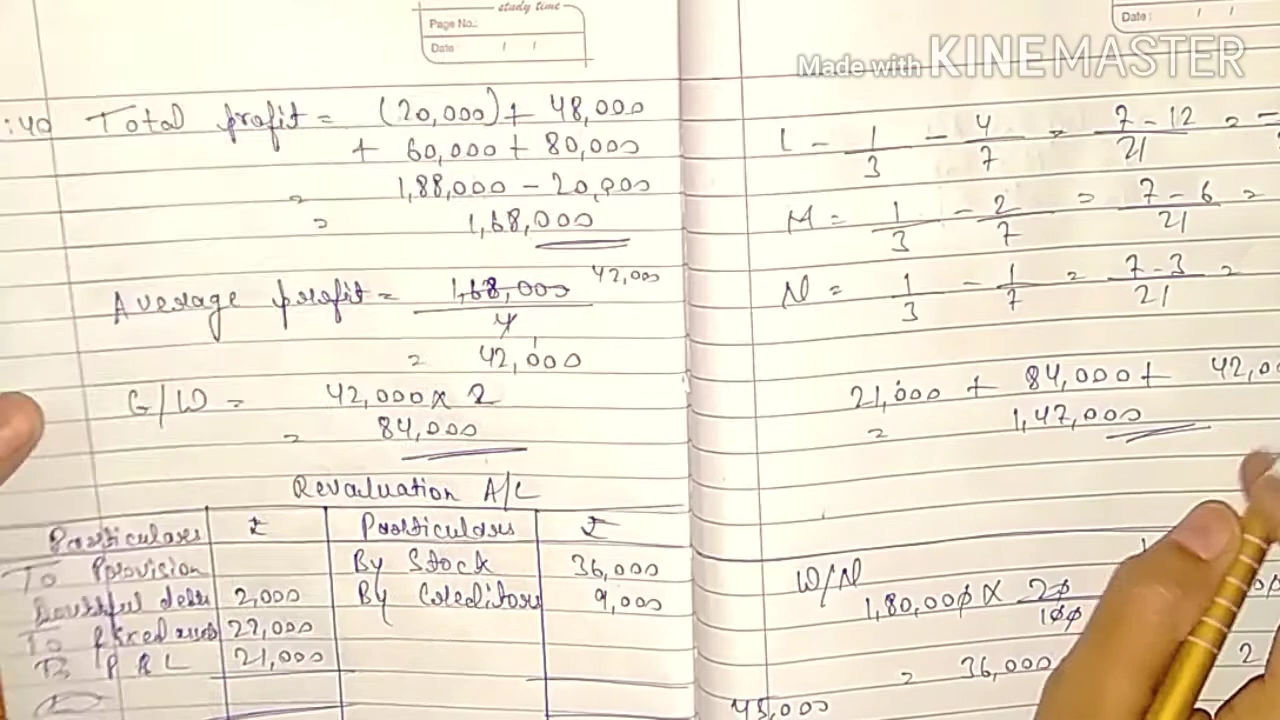 study time
Page No.:
Date / /
:40 Total profit = (20,000) + 48,000
+ 60,000 + 80,000
= 1,88,000 - 20,000
= 1,68,000
Average profit = 1,68,000 42,000
4 1
= 42,000
G/W = 42,000 x 2
= 84,000
Revaluation A/C
Particulars ₹ Particulars ₹
To Provision By Stock 36,000
Doubtful debts 2,000 By Creditors 9,000
To fixed 22,000
To P & L 21,000
Made with KINEMASTER
Date : / /
L - 1/3 - 4/7 = 7 - 12/21 =
M = 1/3 - 2/7 = 7 - 6/21 =
N = 1/3 - 1/7 = 7 - 3/21 =
21,000 + 84,000 + 42,00
= 1,47,000
W/N
1,80,000 x 20/100
= 36,000 2
45,000